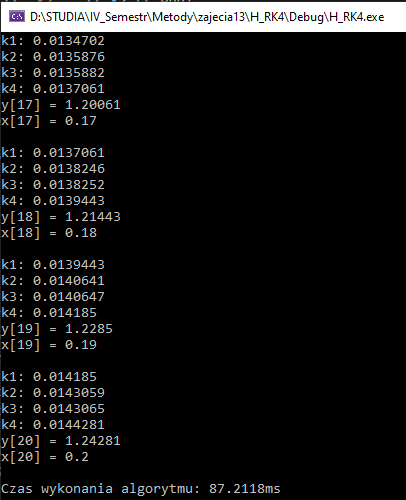 D:\STUDIA\IV_Semestr\Metody\zajecia13\H_RK4\Debug\H_RK4.exe
k1: 0.0134702
k2: 0.0135876
k3: 0.0135882
k4: 0.0137061
y[17] = 1.20061
x[17] = 0.17
k1: 0.0137061
k2: 0.0138246
k3: 0.0138252
k4: 0.0139443
y[18] = 1.21443
x[18] = 0.18
k1: 0.0139443
k2: 0.0140641
k3: 0.0140647
k4: 0.014185
y[19] = 1.2285
x[19] = 0.19
k1: 0.014185
k2: 0.0143059
k3: 0.0143065
k4: 0.0144281
y[20] = 1.24281
x[20] = 0.2
Czas wykonania algorytmu: 87.2118ms